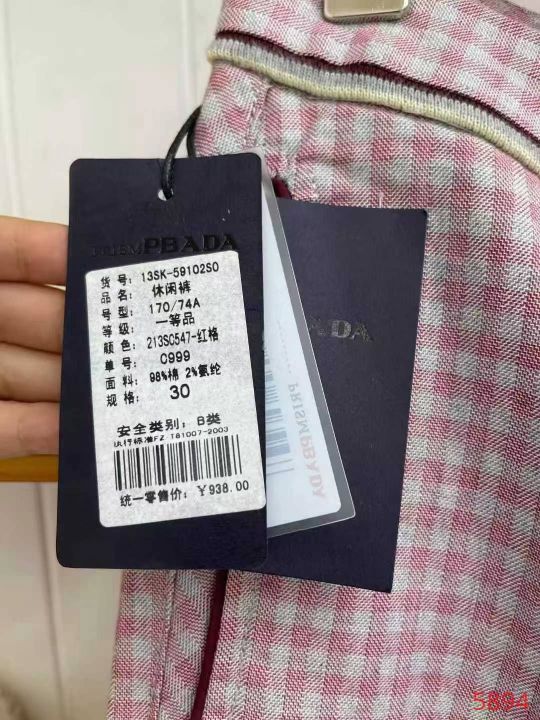 PRISMPBADA
货号: 13SK-59102S0
品名: 休闲裤
号型: 170/74A
等级: 一等品
颜色: 213SC547-红格
单号: C999
面料: 98%棉 2%氨纶
规格: 30
安全类别: B类
执行标准FZ/T81007-2003
统一零售价: ¥938.00
ADA
PRISMPBADA
5894